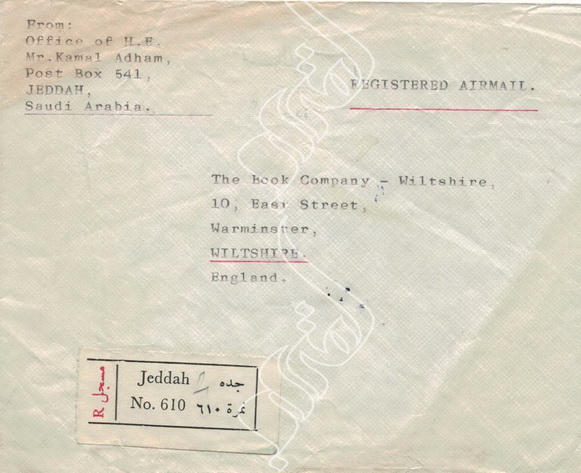 From:
Office of H.E.
Mr.Kamal Adham,
Post Box 541,
JEDDAH,
Saudi Arabia.
REGISTERED AIRMAIL.
The Book Company - Wiltshire,
10, East Street,
Warminster,
WILTSHIRE.
England.
R مسجل
Jeddah جده
No. 610 نمرة ٦١٠